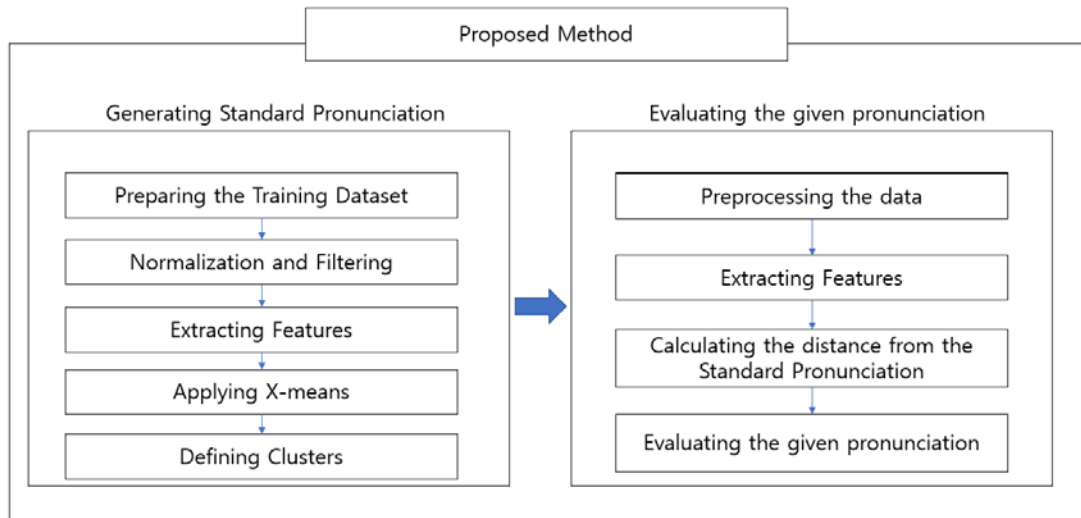 Proposed Method
Generating Standard Pronunciation
Preparing the Training Dataset
Normalization and Filtering
Extracting Features
Applying X-means
Defining Clusters
Evaluating the given pronunciation
Preprocessing the data
Extracting Features
Calculating the distance from the
Standard Pronunciation
Evaluating the given pronunciation